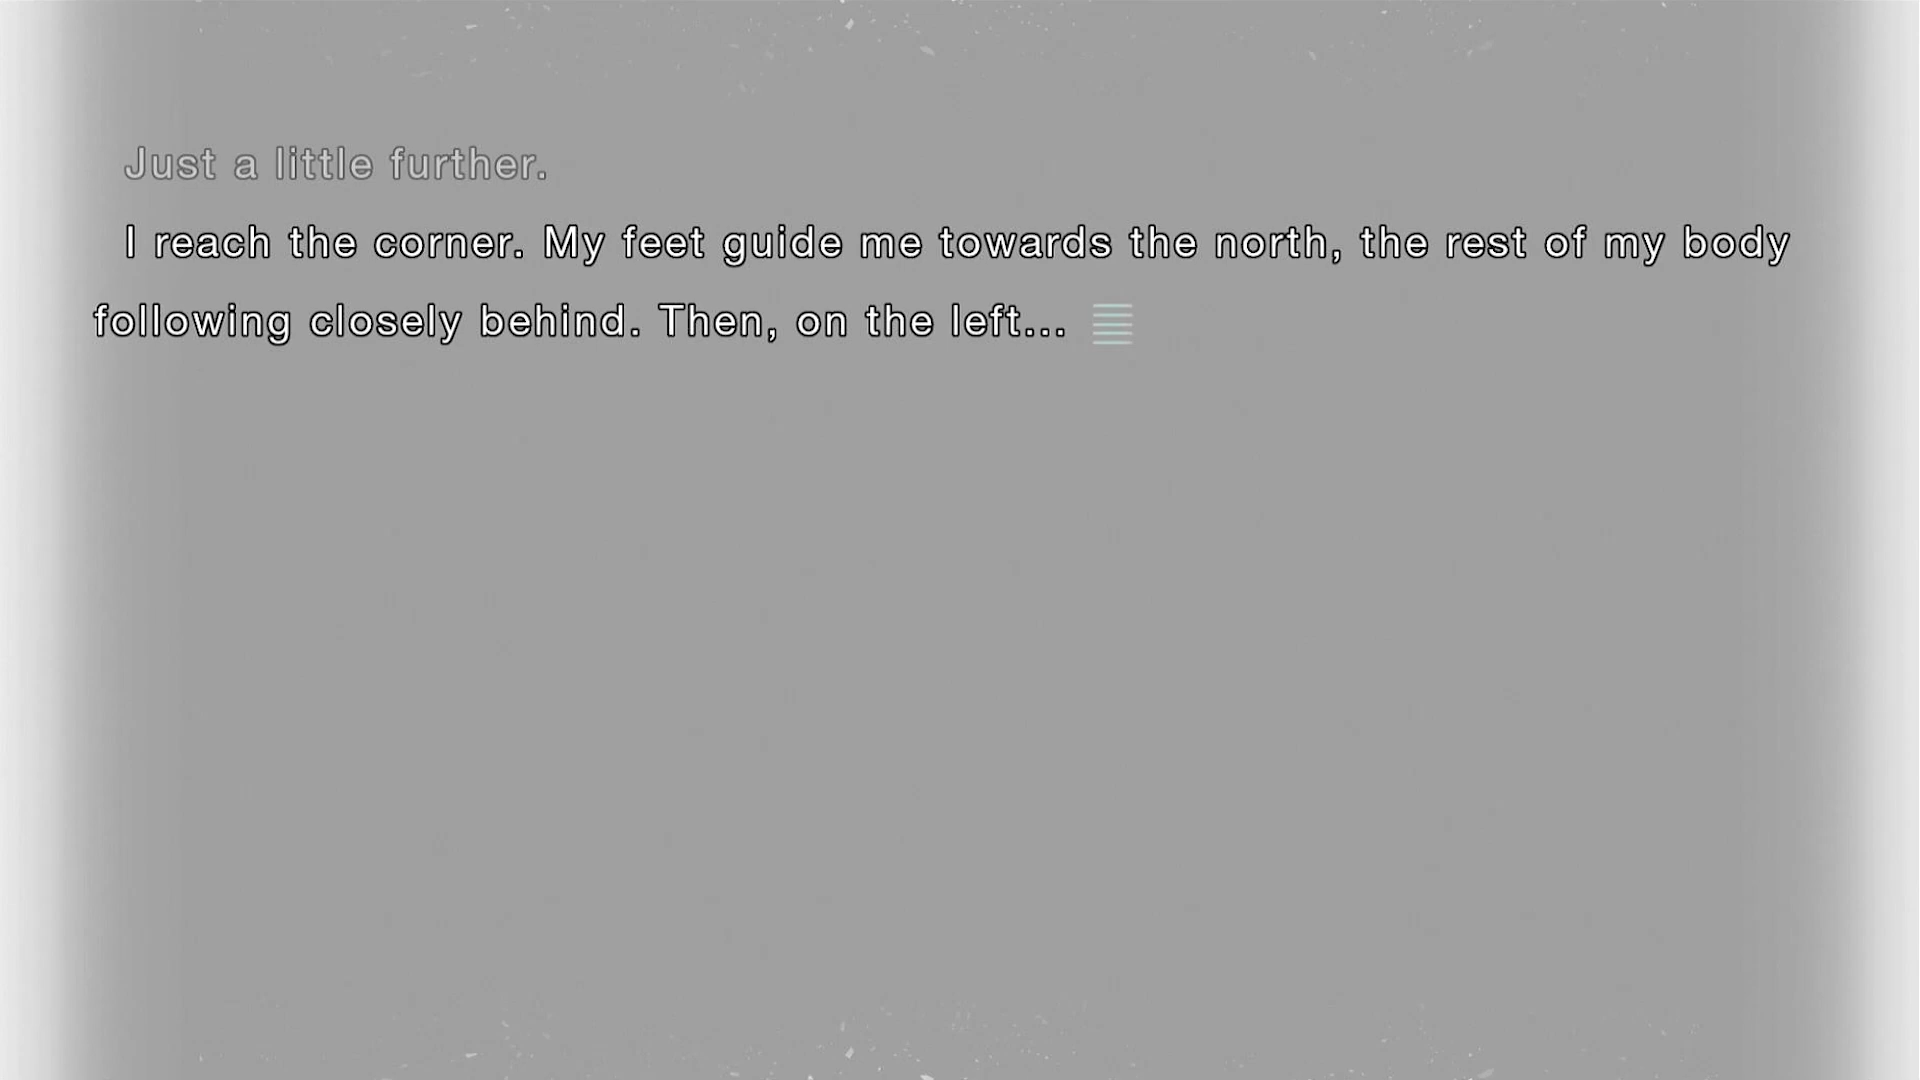 Just a little further.
I reach the corner. My feet guide me towards the north, the rest of my body
following closely behind. Then, on the left...